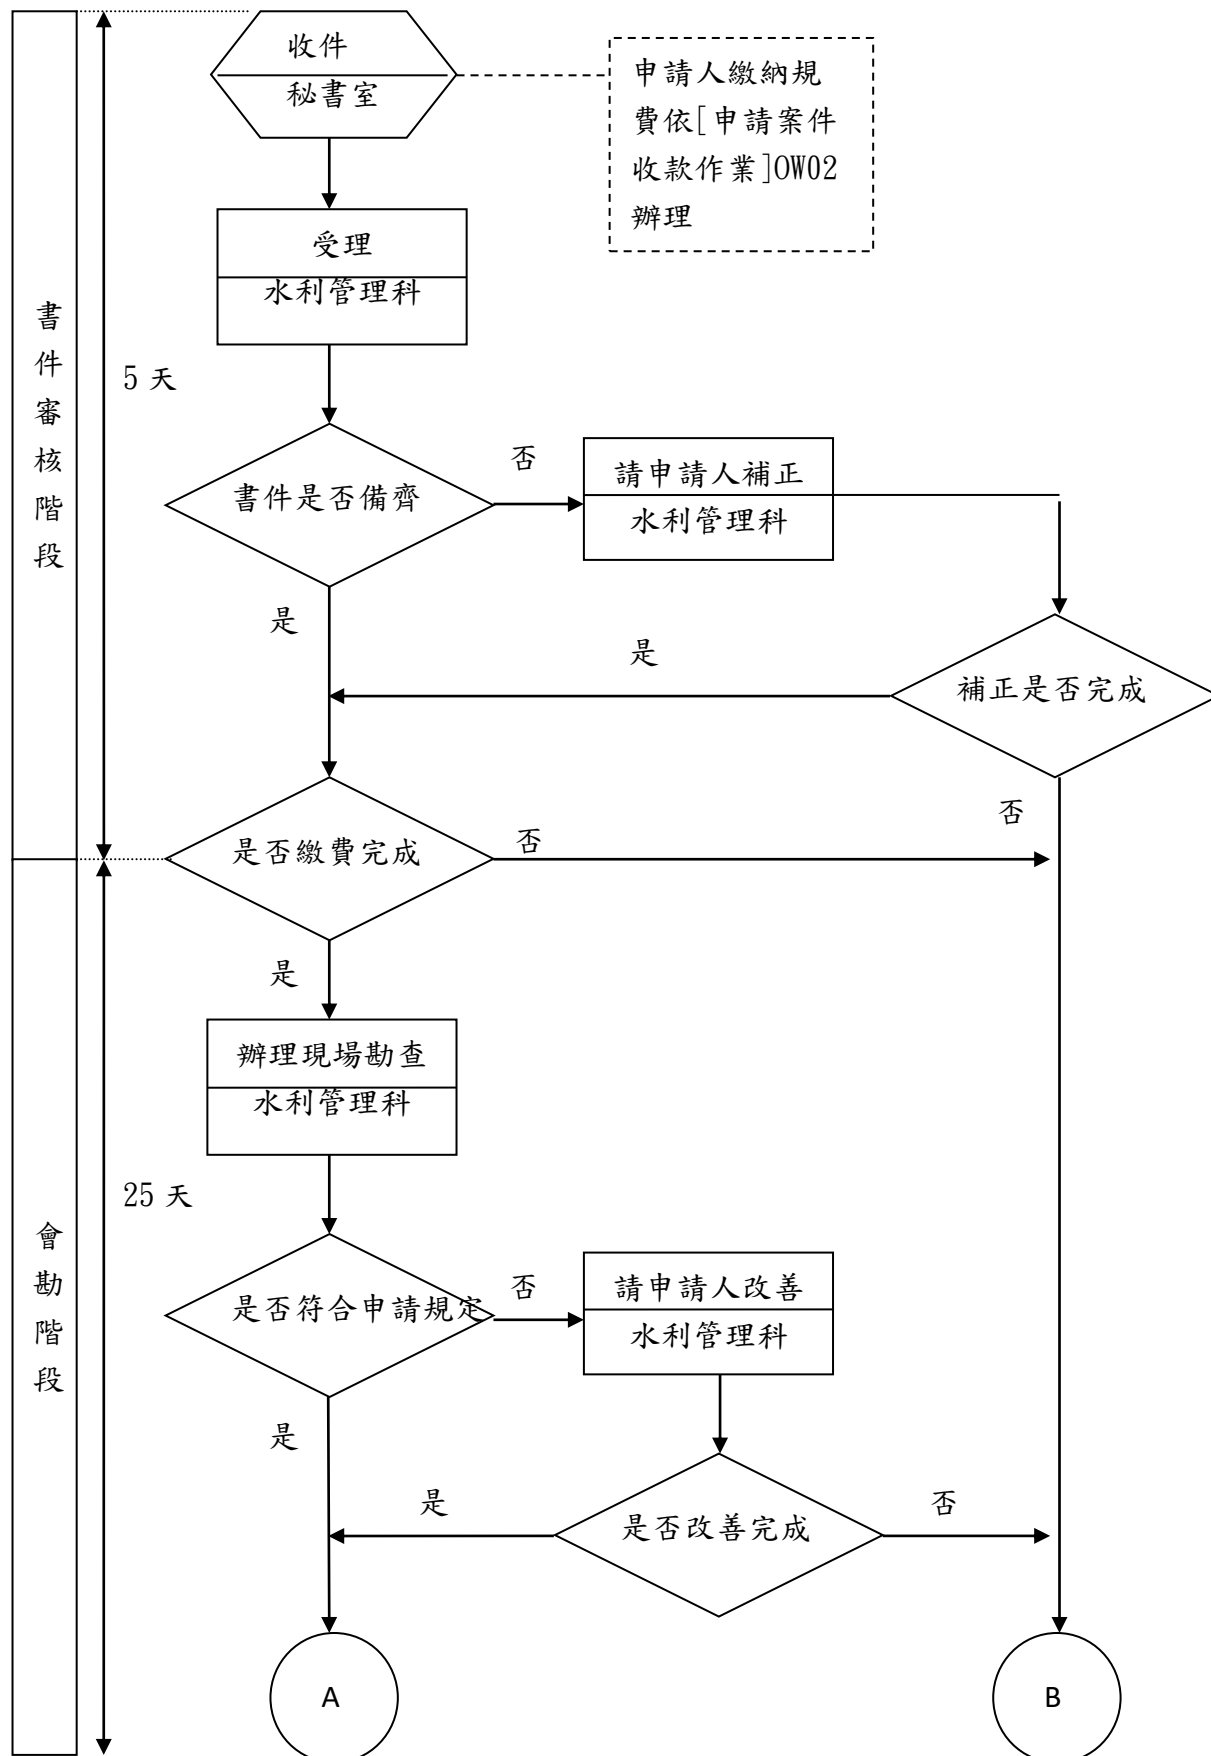 收件
秘書室
申請人繳納規
費依[申請案件
收款作業]OW02
辦理
受理
水利管理科
書件審核階段
5 天
書件是否備齊
否
請申請人補正
水利管理科
是
是
補正是否完成
否
是否繳費完成
否
是
辦理現場勘查
水利管理科
25 天
會勘階段
是否符合申請規定
否
請申請人改善
水利管理科
是
是
是否改善完成
否
A
B